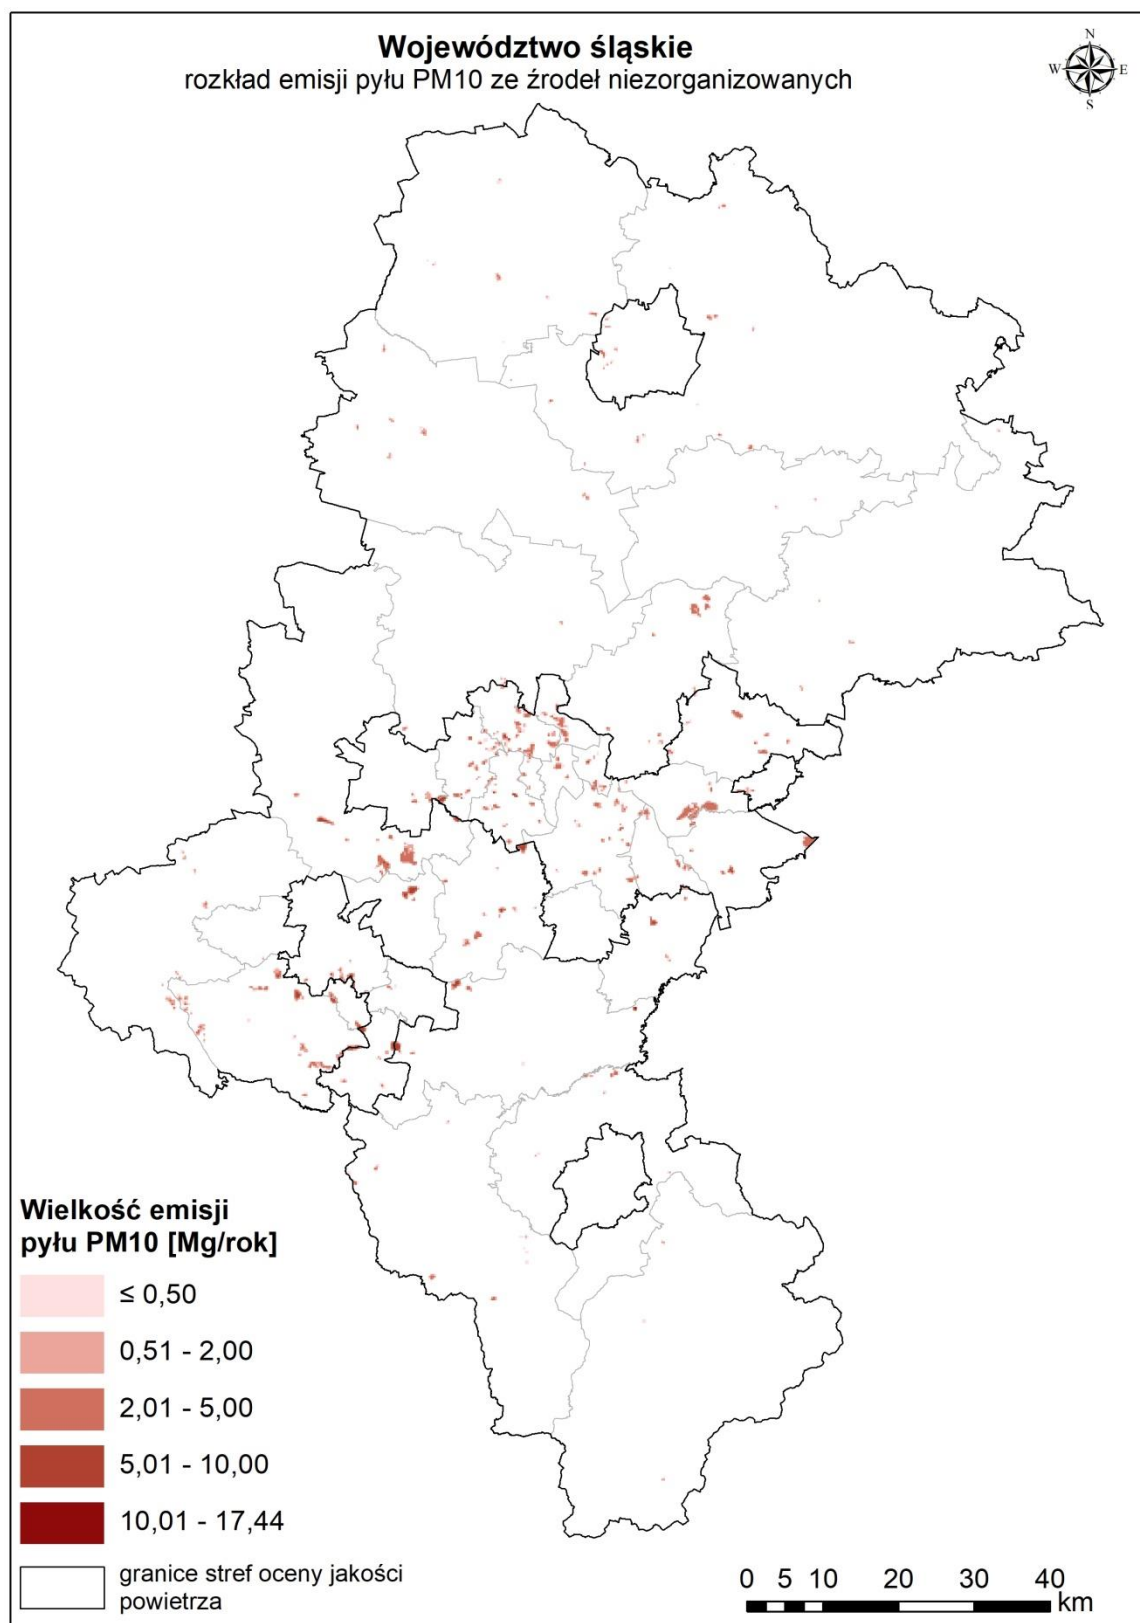 Województwo śląskie
rozkład emisji pyłu PM10 ze źrodeł niezorganizowanych
N
W E
S
Wielkość emisji
pyłu PM10 [Mg/rok]
≤ 0,50
0,51 - 2,00
2,01 - 5,00
5,01 - 10,00
10,01 - 17,44
granice stref oceny jakości
powietrza
0 5 10 20 30 40
km